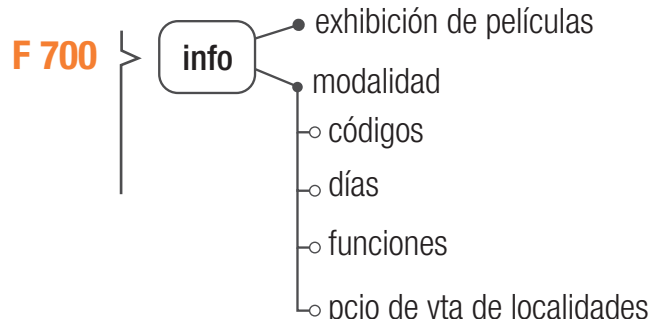 exhibición de películas
F 700
info
modalidad
códigos
días
funciones
pcio de vta de localidades